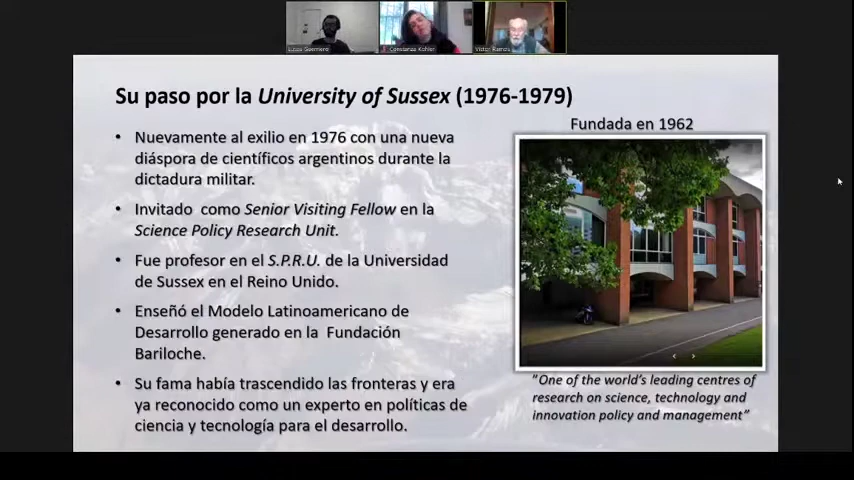 Constanza Kohler
Su paso por la University of Sussex (1976-1979)
• Nuevamente al exilio en 1976 con una nueva
diáspora de científicos argentinos durante la
dictadura militar.
• Invitado como Senior Visiting Fellow en la
Science Policy Research Unit.
• Fue profesor en el S.P.R.U. de la Universidad
de Sussex en el Reino Unido.
• Enseñó el Modelo Latinoamericano de
Desarrollo generado en la Fundación
Bariloche.
• Su fama había trascendido las fronteras y era
ya reconocido como un experto en políticas de
ciencia y tecnología para el desarrollo.
Fundada en 1962
"One of the world's leading centres of
research on science, technology and
innovation policy and management"